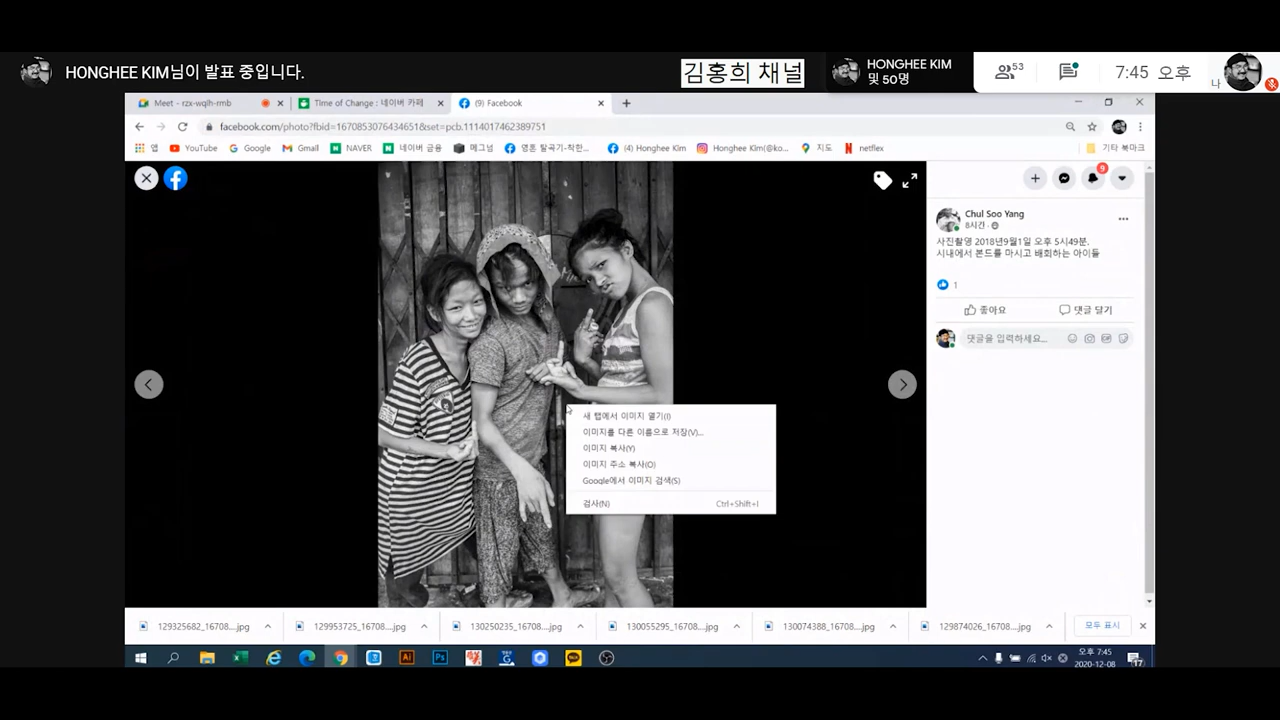 HONGHEE KIM님이 발표 중입니다.
김홍희 채널
HONGHEE KIM
및 50명
53
7:45 오후
나
Meet - rzx-wqih-rmb
Time of Change : 네이버 카페
(9) Facebook
facebook.com/photo?fbid=1670853076434651&set=pcb.1114017462389751
앱
YouTube
Google
Gmail
NAVER
네이버 금융
메그넘
영혼 탈곡기-착한...
(4) Honghee Kim
Honghee Kim(@ko...
지도
netflex
기타 북마크
9
Chul Soo Yang
8시간 ·
사진촬영 2018년9월1일 오후 5시49분.
시내에서 본드를 마시고 배회하는 아이들
1
좋아요
댓글 달기
댓글을 입력하세요...
새 탭에서 이미지 열기(I)
이미지를 다른 이름으로 저장(V)...
이미지 복사(Y)
이미지 주소 복사(O)
Google에서 이미지 검색(S)
검사(N) Ctrl+Shift+I
129325682_16708....jpg
129953725_16708....jpg
130250235_16708....jpg
130055295_16708....jpg
130074388_16708....jpg
129874026_16708....jpg
모두 표시
오후 7:45
2020-12-08
17